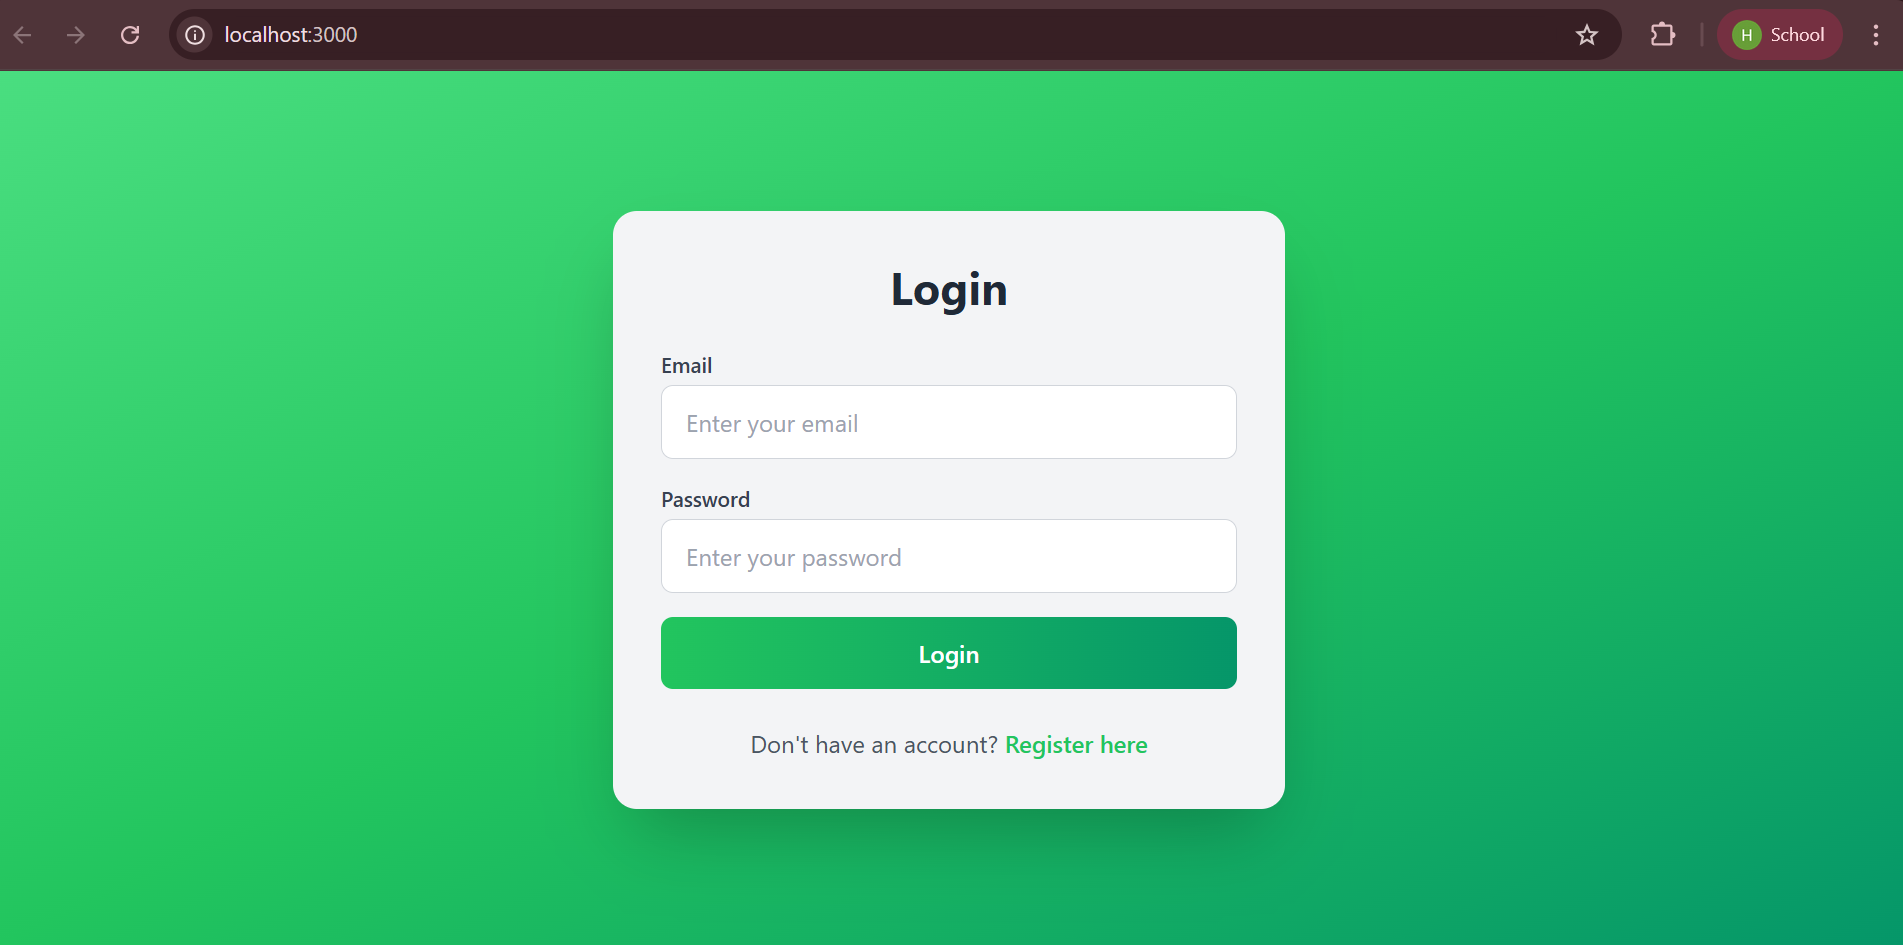 localhost:3000
H School
Login
Email
Enter your email
Password
Enter your password
Login
Don't have an account? Register here